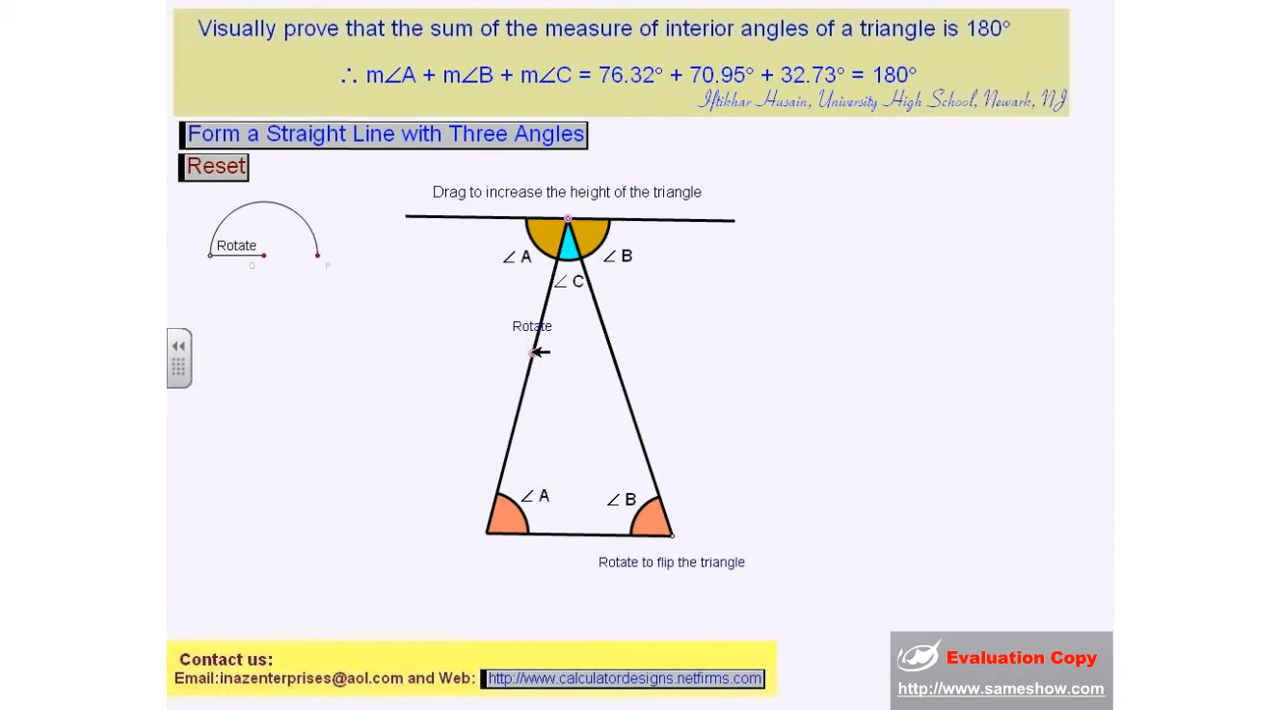 Visually prove that the sum of the measure of interior angles of a triangle is 180°
∴ m∠A + m∠B + m∠C = 76.32° + 70.95° + 32.73° = 180°
Iftikhar Husain, University High School, Newark, NJ
Form a Straight Line with Three Angles
Reset
Drag to increase the height of the triangle
Rotate
Q P
∠ A ∠ B
∠ C
Rotate
∠ A ∠ B
Rotate to flip the triangle
Contact us:
Email:inazenterprises@aol.com and Web: http://www.calculatordesigns.netfirms.com
Evaluation Copy
http://www.sameshow.com